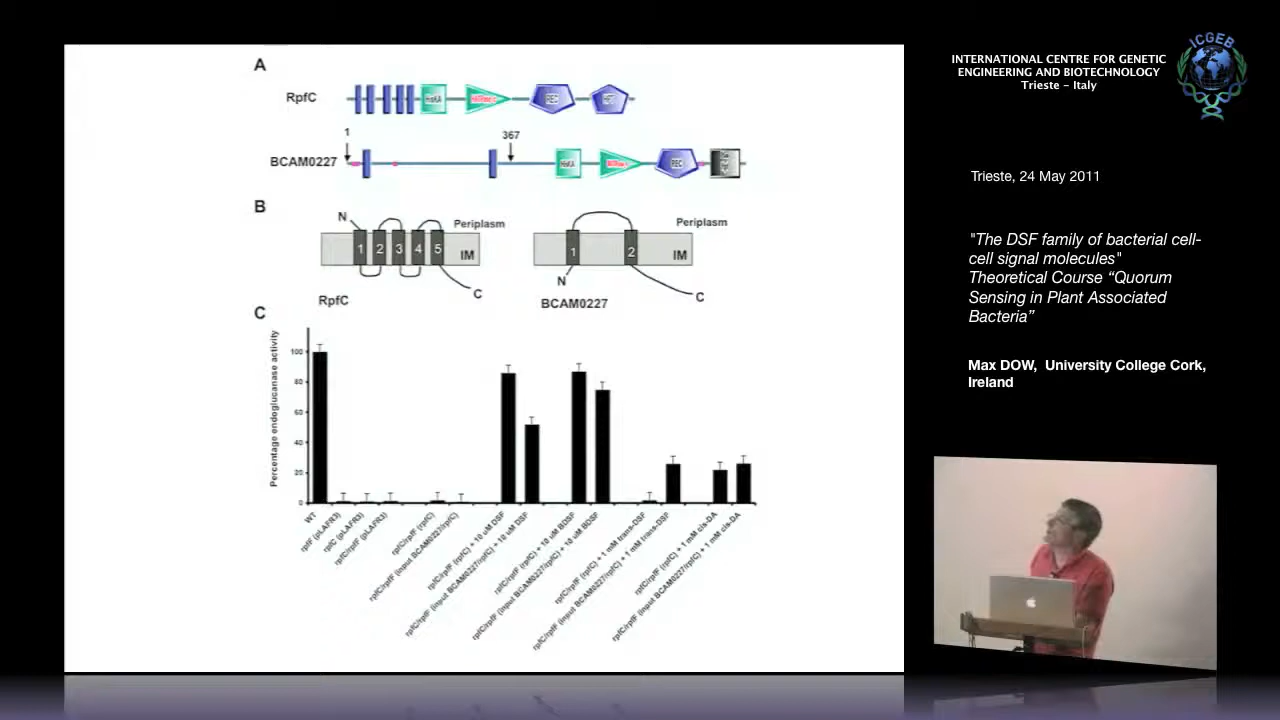 A
RpfC
HisKA
REC
HPT
1
367
BCAM0227
HisKA
REC
B
N
Periplasm
1 2 3 4 5
IM
C
RpfC
Periplasm
1
2
IM
N
C
BCAM0227
C
Percentage endoglucanase activity
100
80
60
40
20
0
WT
rpfF (pLAFR3)
rpfC (pLAFR3)
rpfC/rpfF (pLAFR3)
rpfC/rpfF (rpfC)
rpfC/rpfF (input BCAM0227/rpfC)
rpfC/rpfF (rpfC) + 10 uM DSF
rpfC/rpfF (input BCAM0227/rpfC) + 10 uM DSF
rpfC/rpfF (rpfC) + 10 uM BDSF
rpfC/rpfF (input BCAM0227/rpfC) + 10 uM BDSF
rpfC/rpfF (rpfC) + 1 mM trans-DSF
rpfC/rpfF (input BCAM0227/rpfC) + 1 mM trans-DSF
rpfC/rpfF (rpfC) + 1 mM cis-DA
rpfC/rpfF (input BCAM0227/rpfC) + 1 mM cis-DA
INTERNATIONAL CENTRE FOR GENETIC
ENGINEERING AND BIOTECHNOLOGY
Trieste - Italy
ICGEB
Trieste, 24 May 2011
"The DSF family of bacterial cell-
cell signal molecules"
Theoretical Course “Quorum
Sensing in Plant Associated
Bacteria”
Max DOW, University College Cork,
Ireland